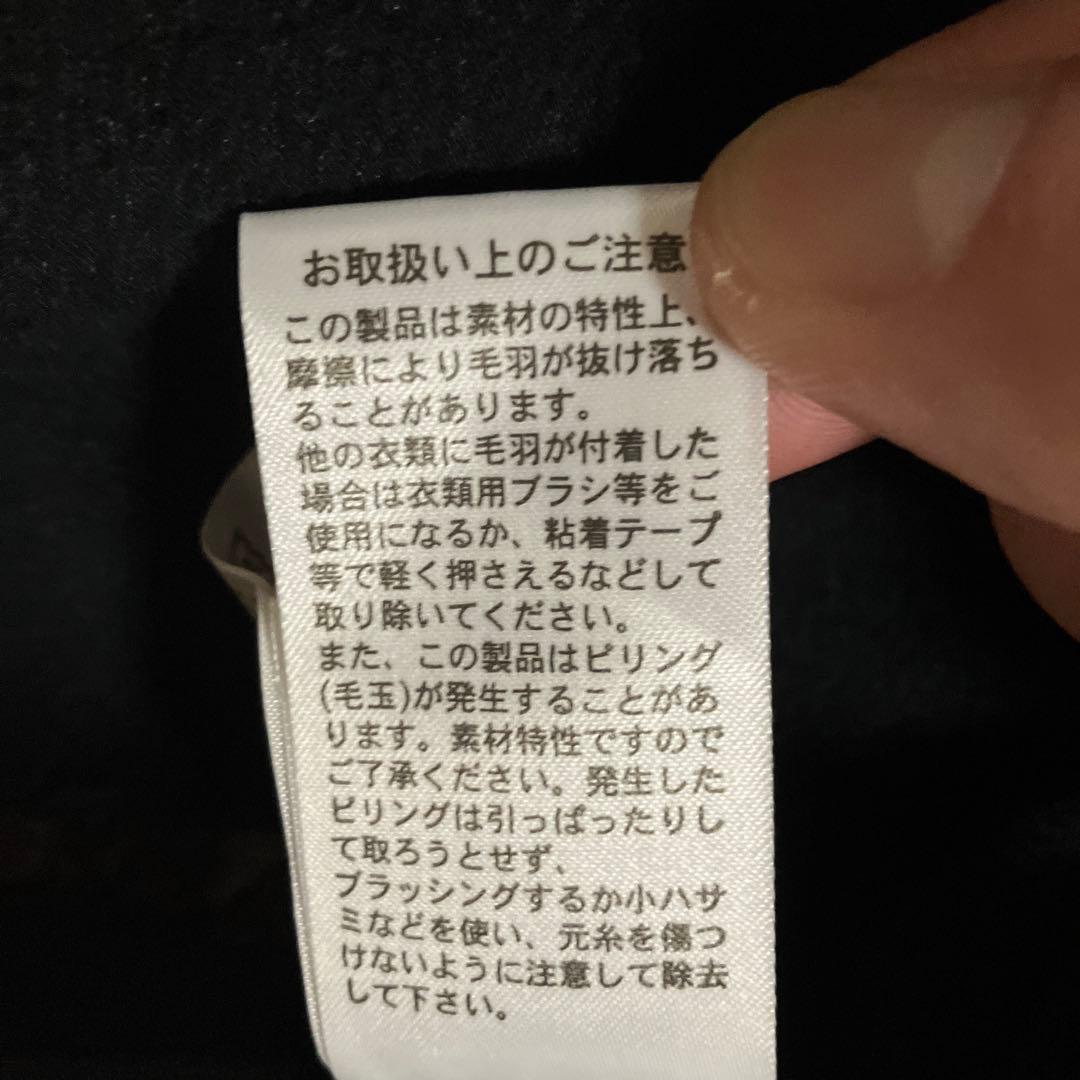 お取扱い上のご注意
この製品は素材の特性上、
摩擦により毛羽が抜け落ち
ることがあります。
他の衣類に毛羽が付着した
場合は衣類用ブラシ等をご
使用になるか、粘着テープ
等で軽く押さえるなどして
取り除いてください。
また、この製品はピリング
(毛玉)が発生することがあ
ります。素材特性ですので
ご了承ください。発生した
ピリングは引っぱったりし
て取ろうとせず、
ブラッシングするか小ハサ
ミなどを使い、元糸を傷つ
けないように注意して除去
して下さい。